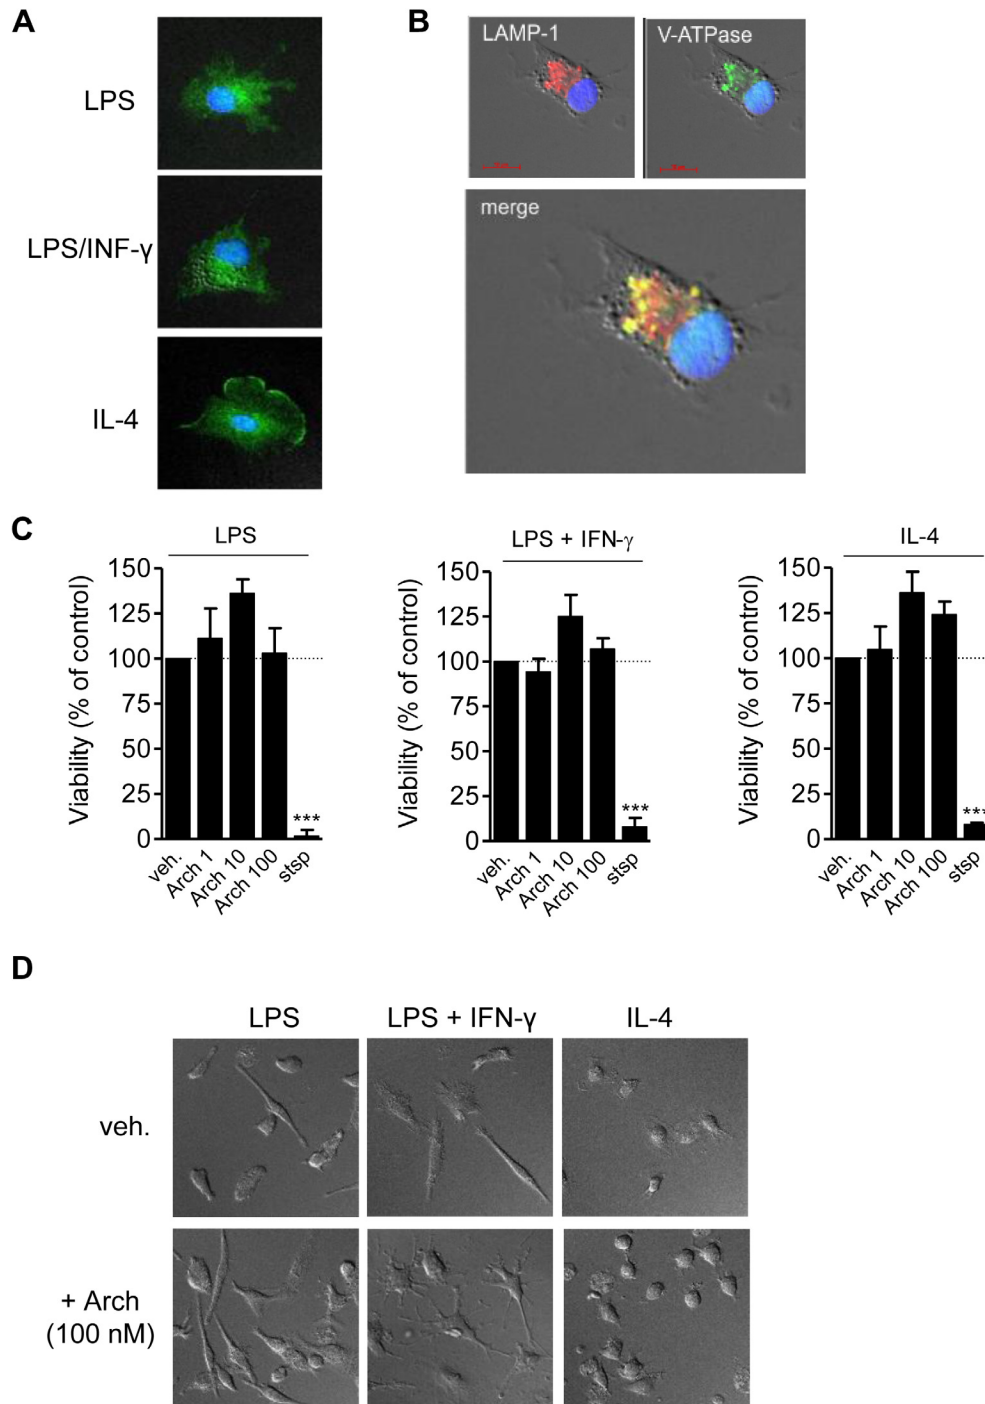 A
LPS
LPS/INF-γ
IL-4
B
LAMP-1
V-ATPase
merge
C
LPS
Viability (% of control)
150
125
100
75
50
25
0
***
veh.
Arch 1
Arch 10
Arch 100
stsp
LPS + IFN-γ
Viability (% of control)
150
125
100
75
50
25
0
***
veh.
Arch 1
Arch 10
Arch 100
stsp
IL-4
Viability (% of control)
150
125
100
75
50
25
0
***
veh.
Arch 1
Arch 10
Arch 100
stsp
D
LPS
LPS + IFN-γ
IL-4
veh.
+ Arch
(100 nM)